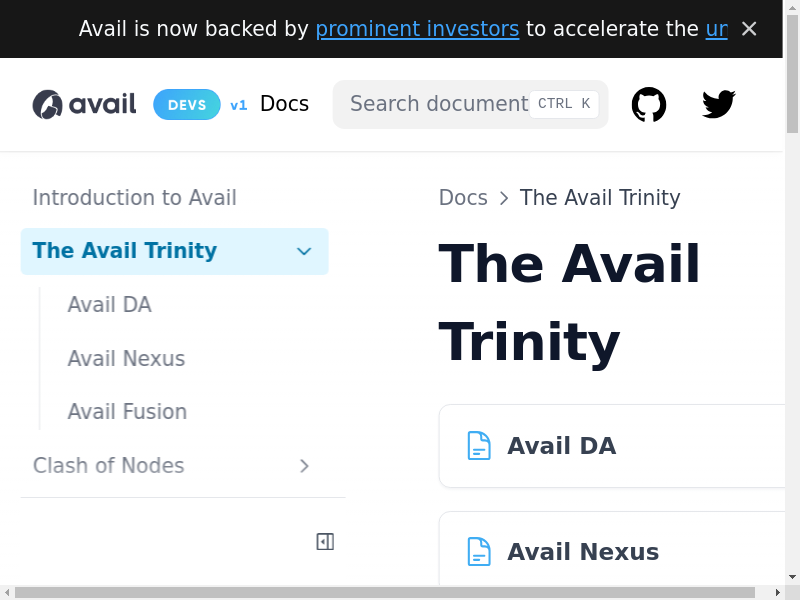 Avail is now backed by prominent investors to accelerate the ur
avail DEVS v1 Docs Search document CTRL K
Introduction to Avail
The Avail Trinity
Avail DA
Avail Nexus
Avail Fusion
Clash of Nodes
Docs The Avail Trinity
The Avail
Trinity
Avail DA
Avail Nexus